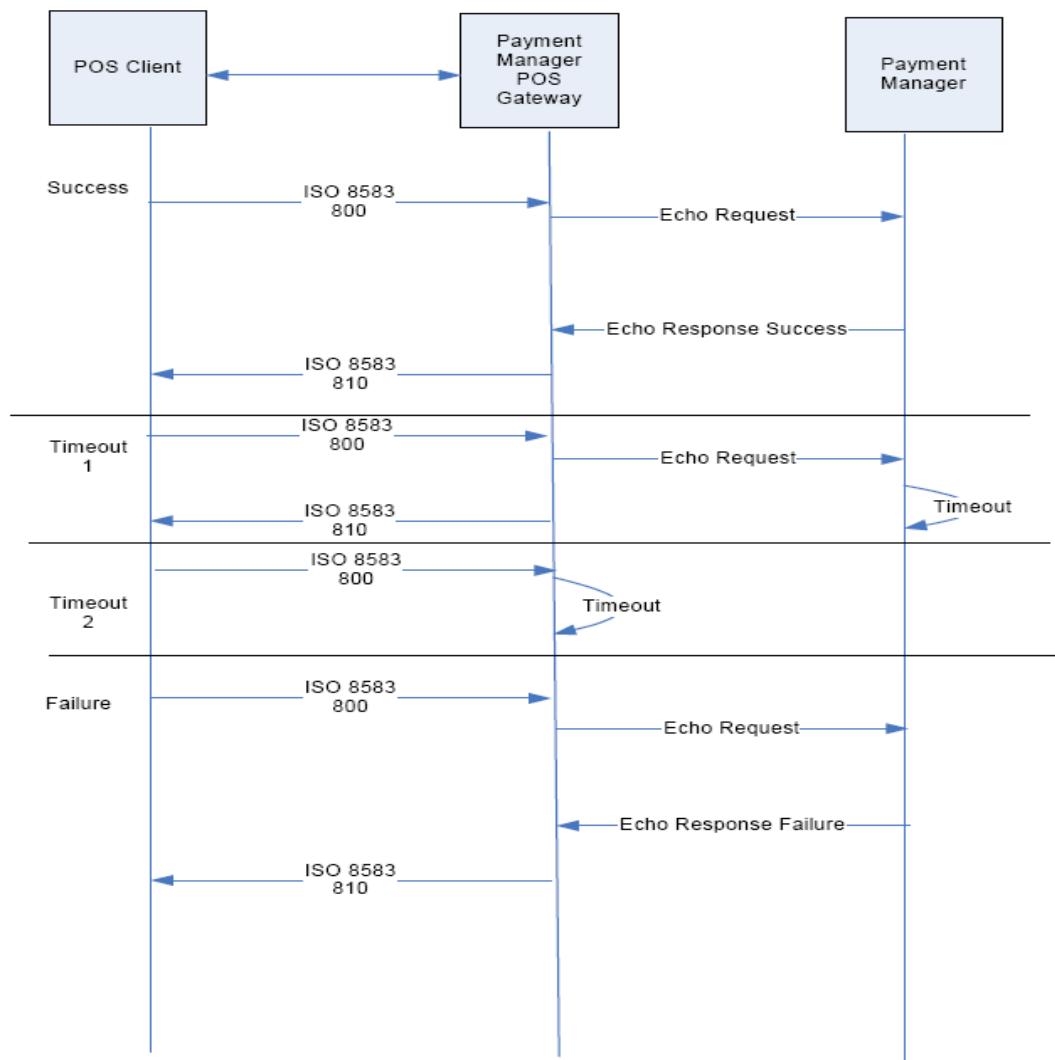 POS Client
Payment
Manager
POS
Gateway
Payment
Manager
Success
ISO 8583
800
Echo Request
Echo Response Success
ISO 8583
810
Timeout
1
ISO 8583
800
Echo Request
Timeout
ISO 8583
810
Timeout
2
ISO 8583
800
Timeout
Failure
ISO 8583
800
Echo Request
Echo Response Failure
ISO 8583
810